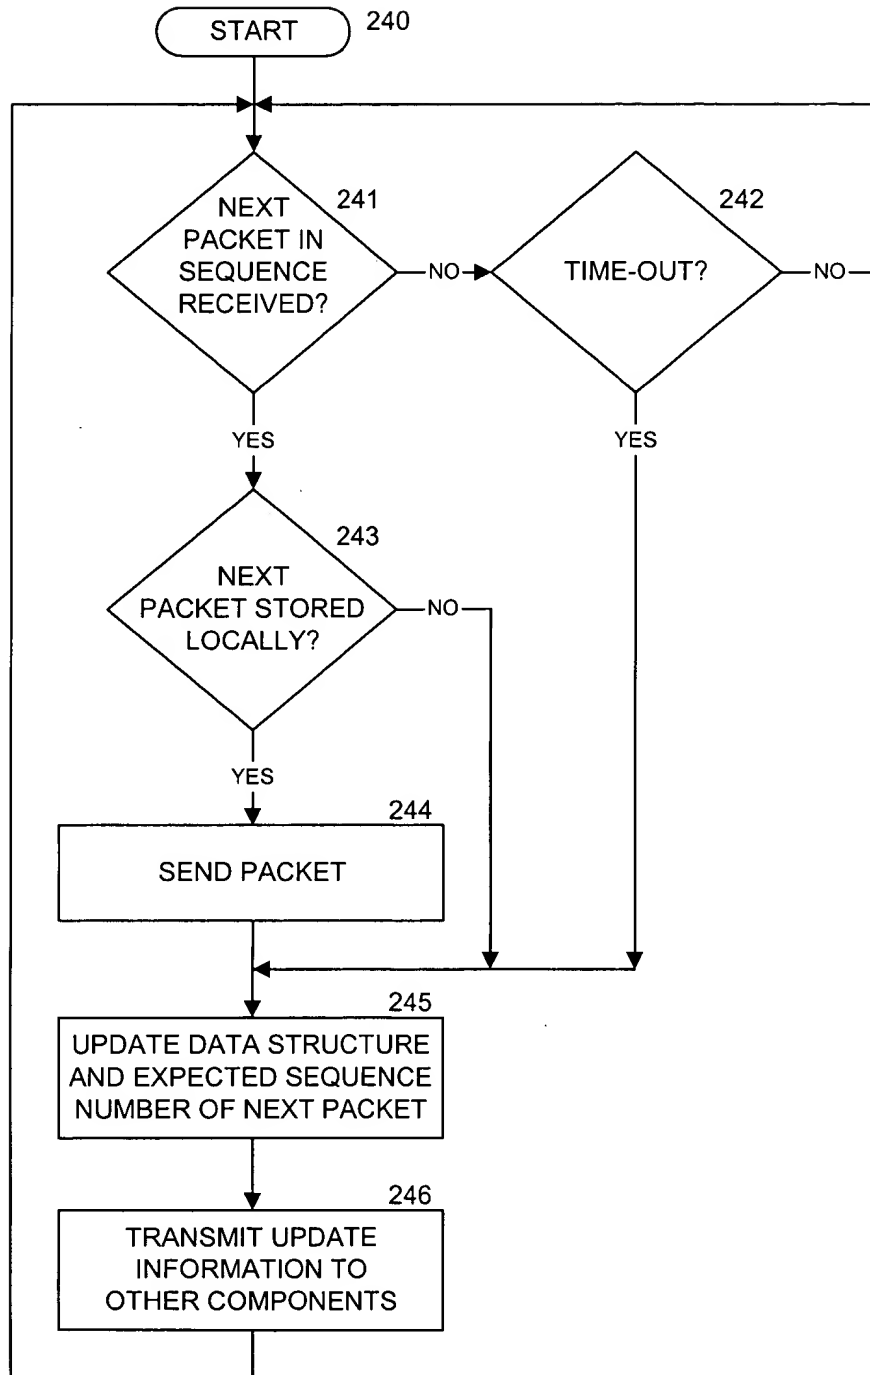 START
240
NEXT
PACKET IN
SEQUENCE
RECEIVED?
241
NO
TIME-OUT?
242
NO
YES
YES
NEXT
PACKET STORED
LOCALLY?
243
NO
YES
244
SEND PACKET
245
UPDATE DATA STRUCTURE
AND EXPECTED SEQUENCE
NUMBER OF NEXT PACKET
246
TRANSMIT UPDATE
INFORMATION TO
OTHER COMPONENTS